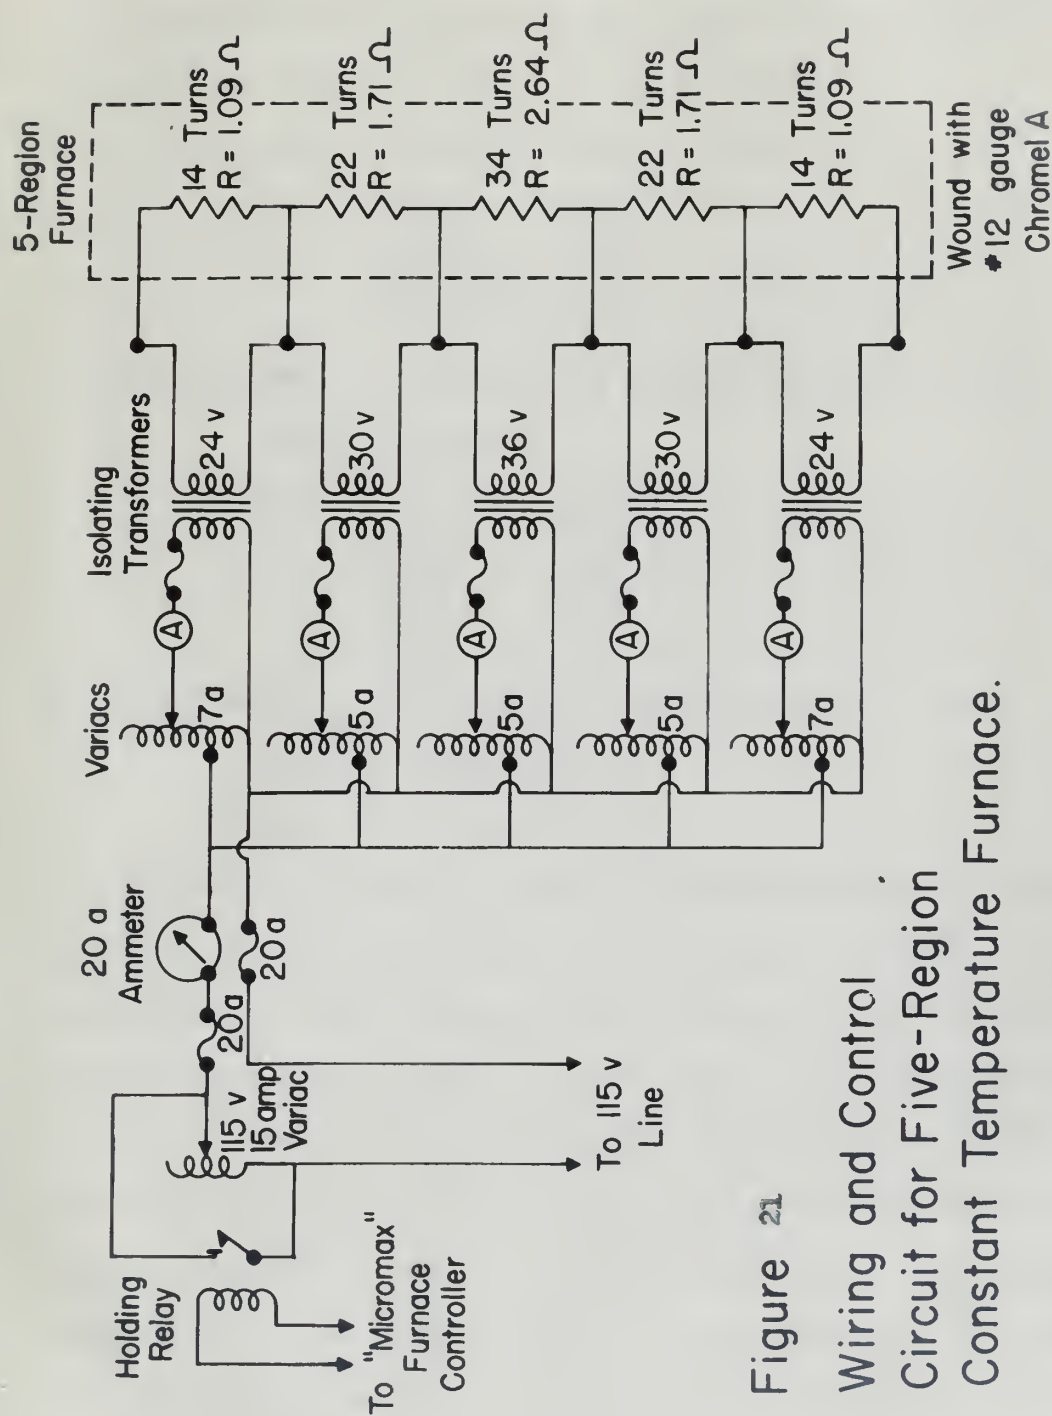 5-Region
Furnace
14 Turns
R = 1.09 Ω
22 Turns
R = 1.71 Ω
34 Turns
R = 2.64 Ω
22 Turns
R = 1.71 Ω
14 Turns
R = 1.09 Ω
Wound with
#12 gauge
Chromel A
Isolating
Transformers
24 v
30 v
36 v
30 v
24 v
A
A
A
A
A
Variacs
7a
5a
5a
5a
7a
20 a
Ammeter
20a
20a
115 v
15 amp
Variac
To 115 v
Line
Holding
Relay
To "Micromax"
Furnace
Controller
Figure 21
Wiring and Control
Circuit for Five-Region
Constant Temperature Furnace.